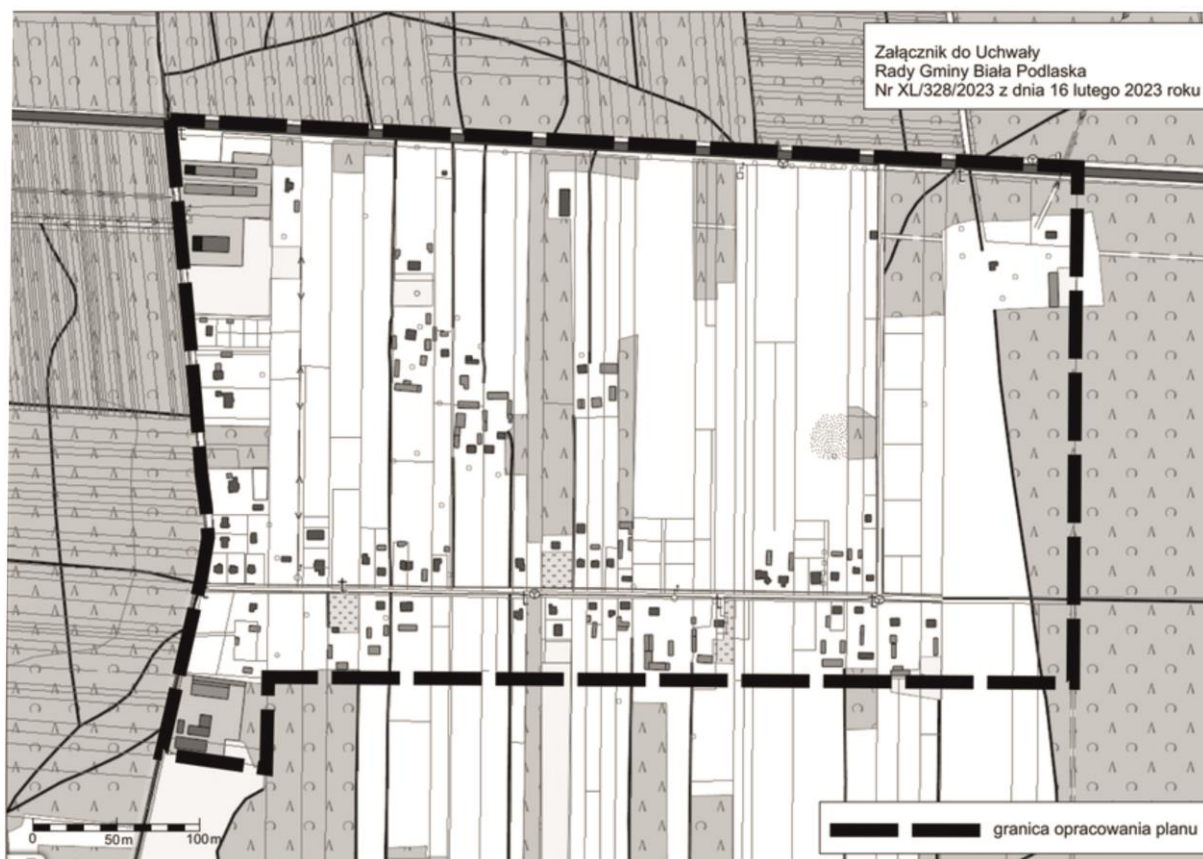 Załącznik do Uchwały
Rady Gminy Biała Podlaska
Nr XL/328/2023 z dnia 16 lutego 2023 roku
0 50m 100m
granica opracowania planu